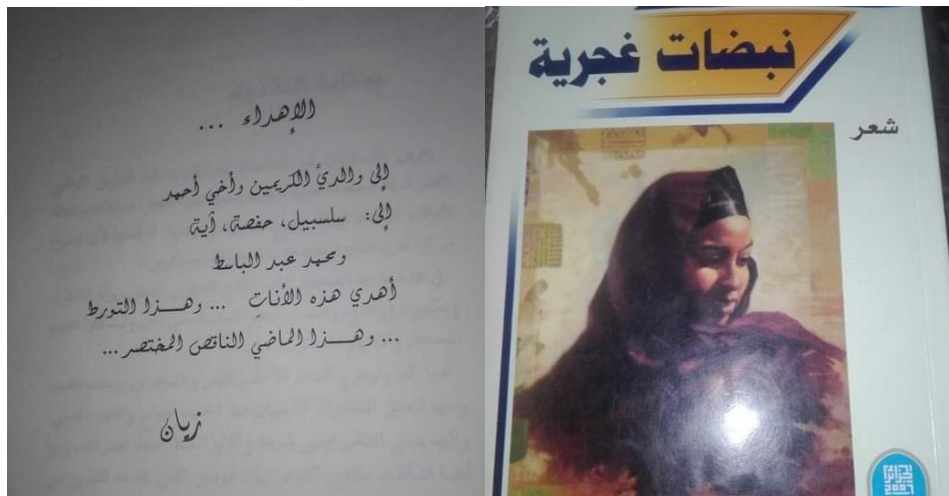 الإهداء ...
إلى والديَّ الكريمين وأخي أحمد
إلى: سلسبيل، حفصة، آية
ومحمد عبد الباسط
أهدي هذه الأناتِ ... وهـذا التورط
... وهـذا الماضي الناقص المختصر...
زيان
نبضات غجرية
شعر
الجزائر